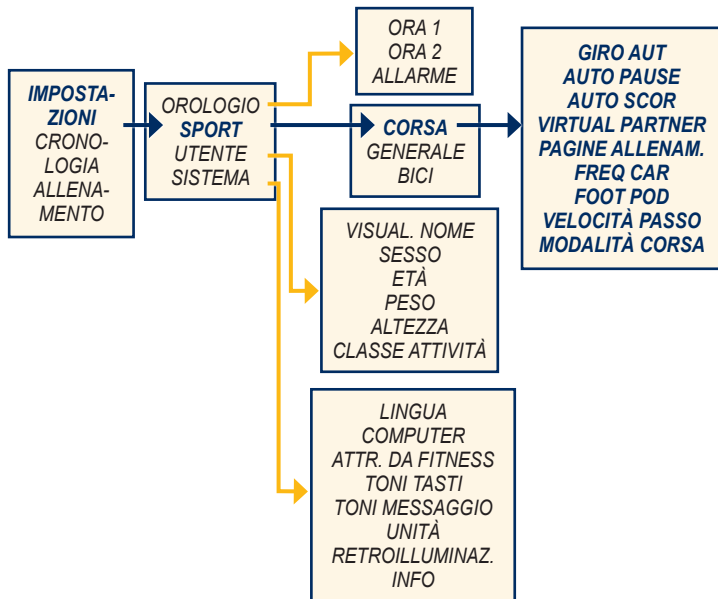 IMPOSTA-
ZIONI
CRONO-
LOGIA
ALLENA-
MENTO
OROLOGIO
SPORT
UTENTE
SISTEMA
ORA 1
ORA 2
ALLARME
CORSA
GENERALE
BICI
GIRO AUT
AUTO PAUSE
AUTO SCOR
VIRTUAL PARTNER
PAGINE ALLENAM.
FREQ CAR
FOOT POD
VELOCITÀ PASSO
MODALITÀ CORSA
VISUAL. NOME
SESSO
ETÀ
PESO
ALTEZZA
CLASSE ATTIVITÀ
LINGUA
COMPUTER
ATTR. DA FITNESS
TONI TASTI
TONI MESSAGGIO
UNITÀ
RETROILLUMINAZ.
INFO